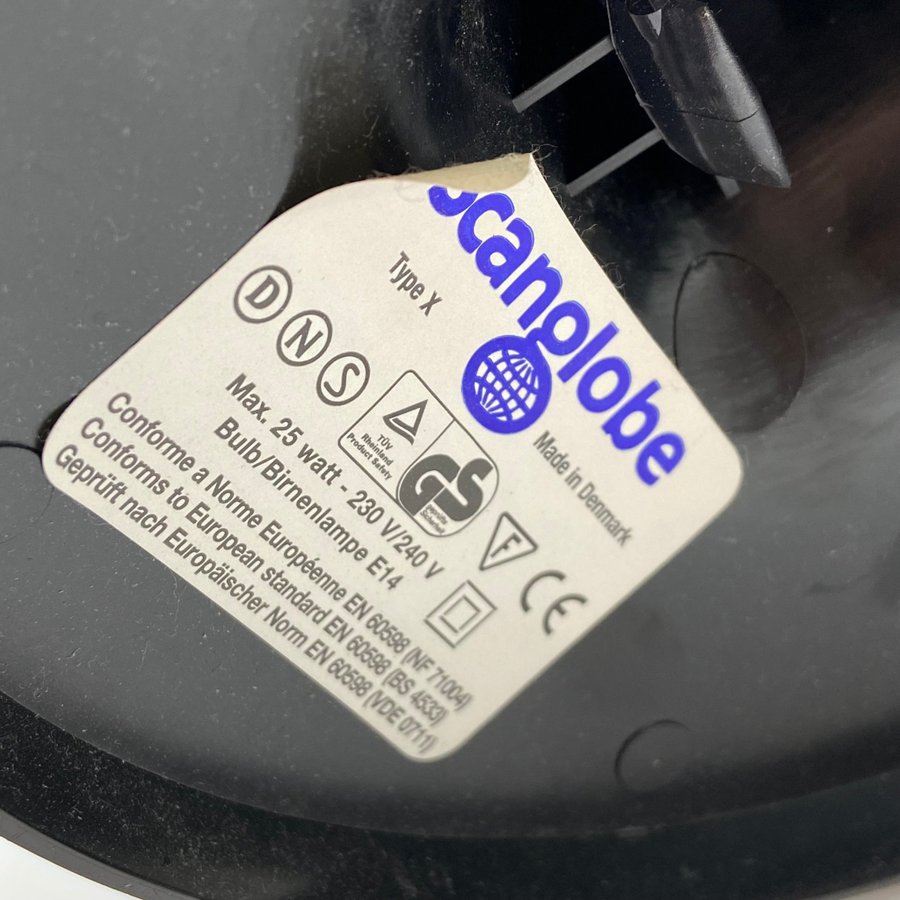 scanglobe
Type X
Made in Denmark
D N S
TÜV
Rheinland
Product Safety
GS
geprüfte
Sicherheit
F
CE
Max. 25 watt - 230 V/240 V
Bulb/Birnenlampe E14
Conforme a Norme Européenne EN 60598 (NF 71004)
Conforms to European standard EN 60598 (BS 4533)
Geprüft nach Europäischer Norm EN 60598 (VDE 0711)